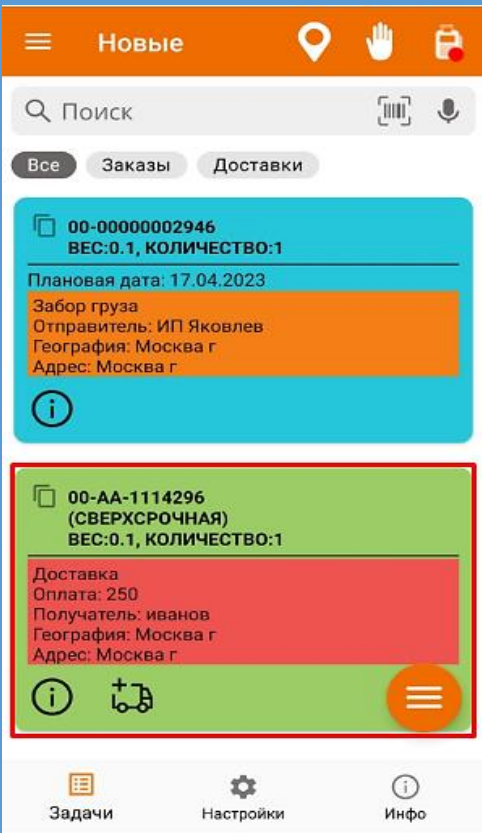 Новые
Поиск
Все Заказы Доставки
00-00000002946
ВЕС:0.1, КОЛИЧЕСТВО:1
Плановая дата: 17.04.2023
Забор груза
Отправитель: ИП Яковлев
География: Москва г
Адрес: Москва г
00-АА-1114296
(СВЕРХСРОЧНАЯ)
ВЕС:0.1, КОЛИЧЕСТВО:1
Доставка
Оплата: 250
Получатель: иванов
География: Москва г
Адрес: Москва г
Задачи Настройки Инфо